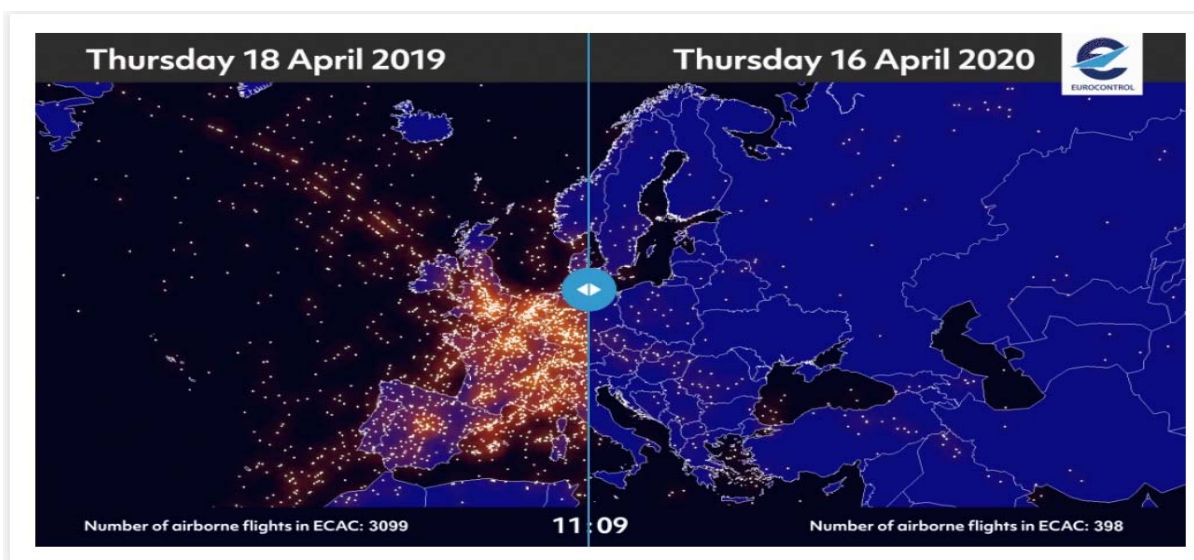 Thursday 18 April 2019
Thursday 16 April 2020
EUROCONTROL
Number of airborne flights in ECAC: 3099
11:09
Number of airborne flights in ECAC: 398